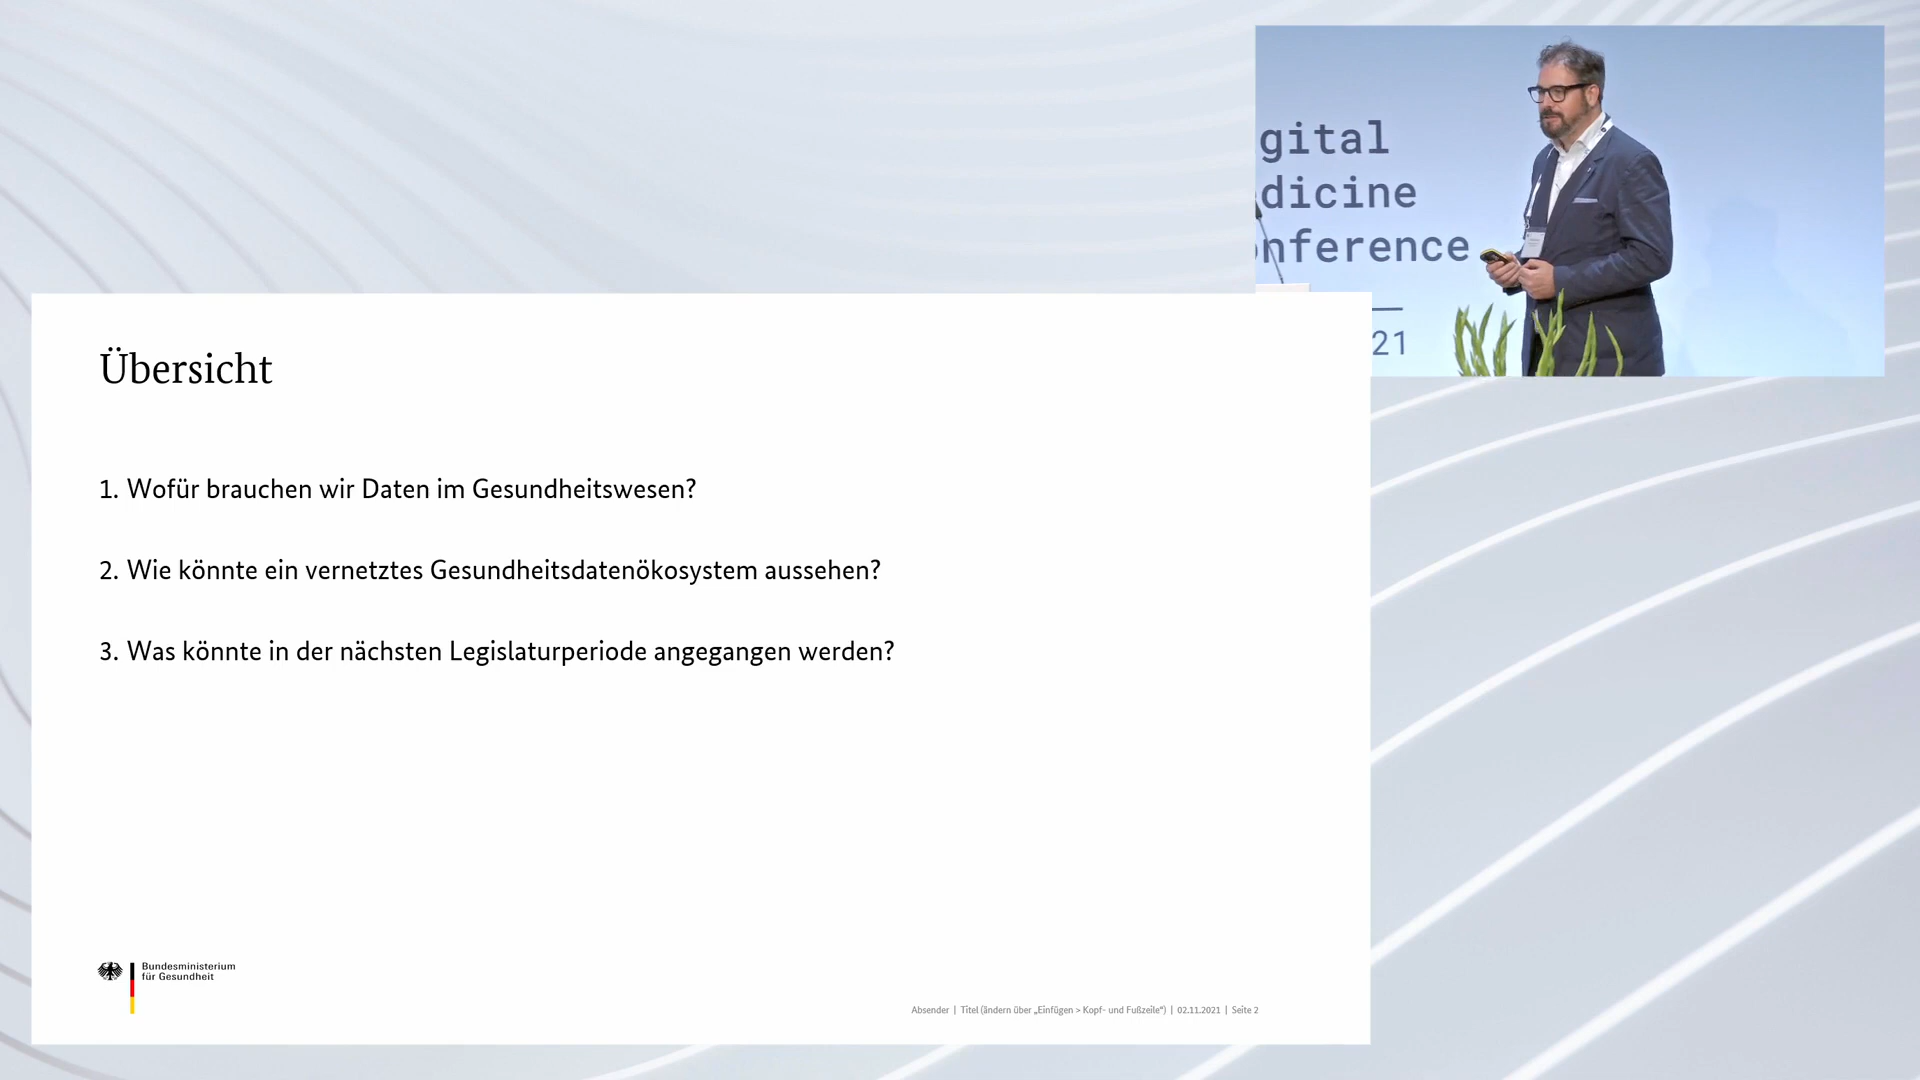 gital
dicine
nference
21
Übersicht
1. Wofür brauchen wir Daten im Gesundheitswesen?
2. Wie könnte ein vernetztes Gesundheitsdatenökosystem aussehen?
3. Was könnte in der nächsten Legislaturperiode angegangen werden?
Bundesministerium
für Gesundheit
Absender | Titel (ändern über „Einfügen > Kopf- und Fußzeile“) | 02.11.2021 | Seite 2